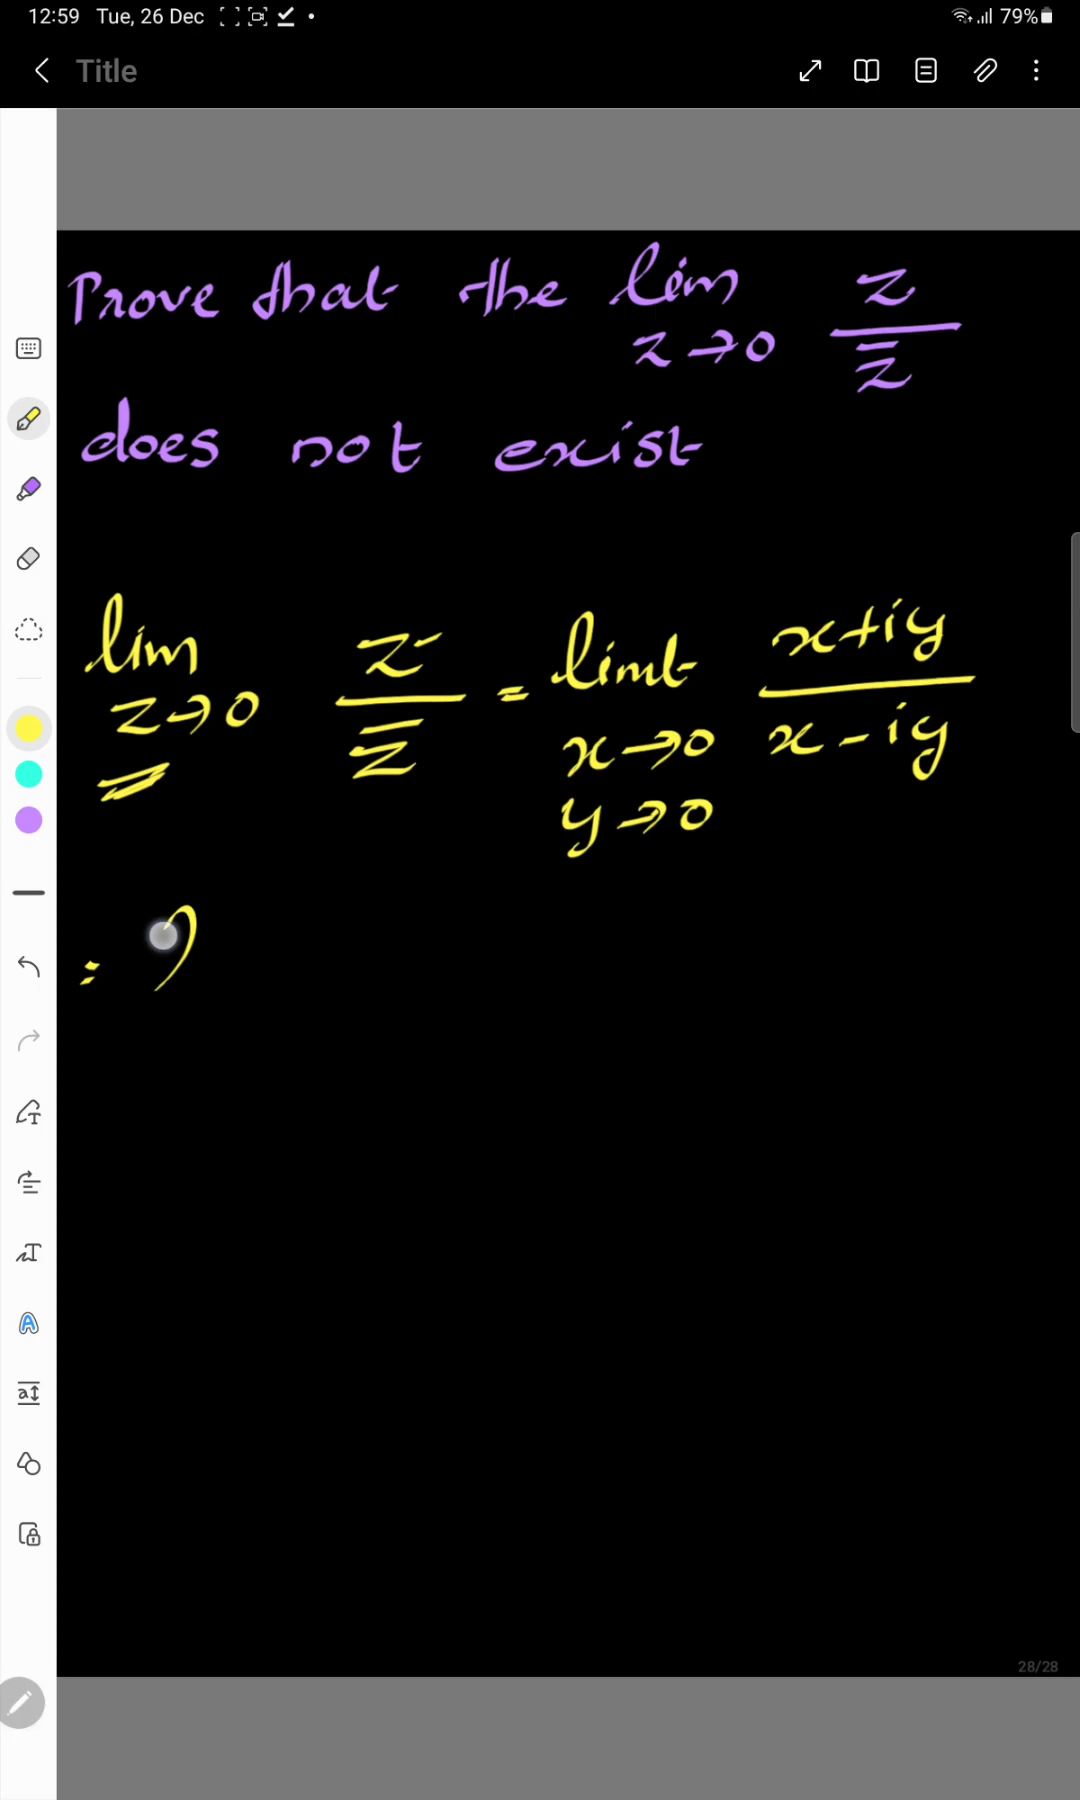 12:59 Tue, 26 Dec 79%
Title
Prove that the lim z/z̅
z→0
does not exist
lim z/z̅ = limt x+iy/x-iy
z→0 x→0
y→0
=
28/28